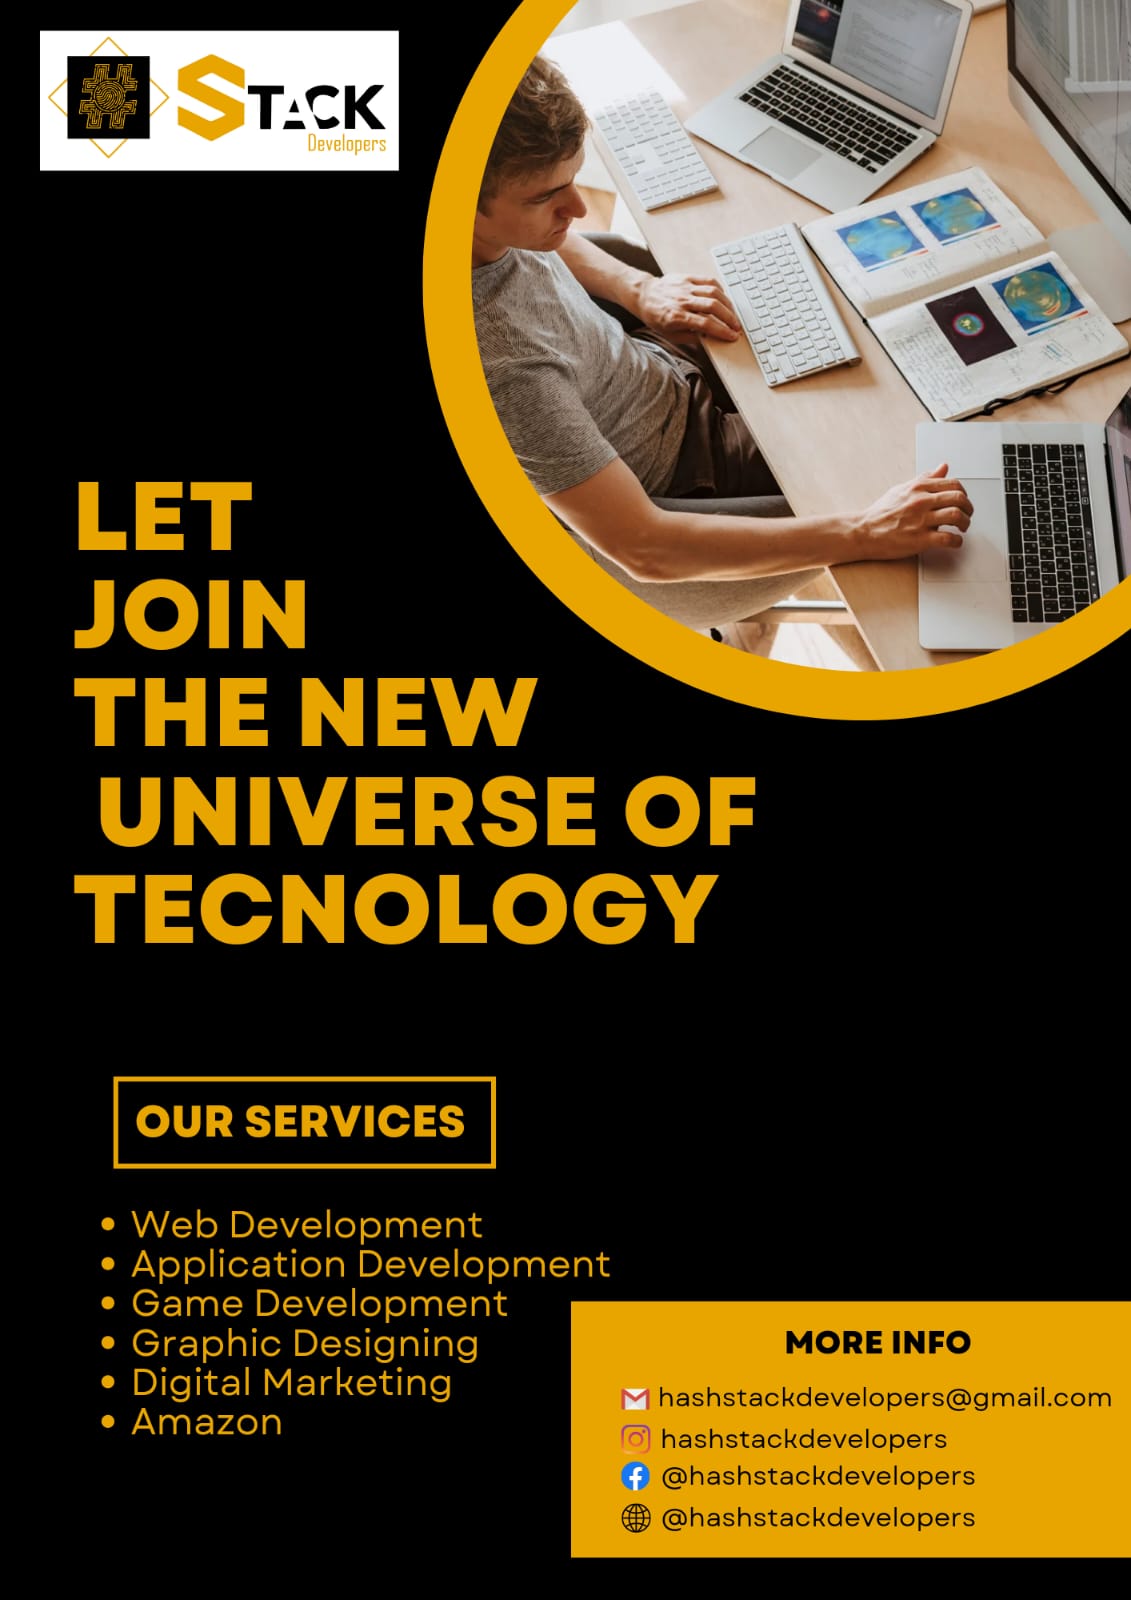 #STACK
Developers
LET
JOIN
THE NEW
UNIVERSE OF
TECNOLOGY
OUR SERVICES
• Web Development
• Application Development
• Game Development
• Graphic Designing
• Digital Marketing
• Amazon
MORE INFO
hashstackdevelopers@gmail.com
hashstackdevelopers
@hashstackdevelopers
@hashstackdevelopers